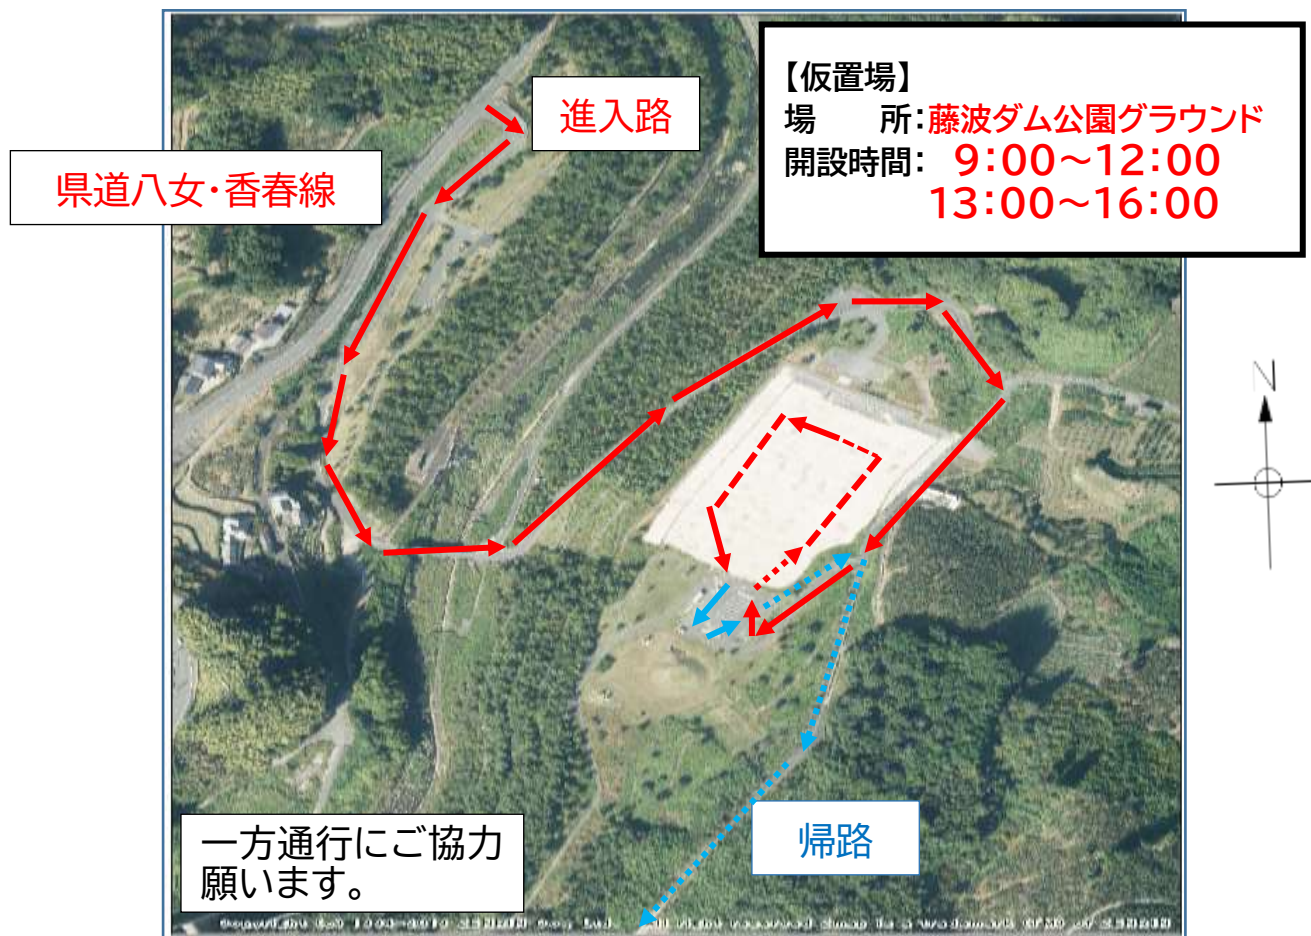 【仮置場】
場　　所：藤波ダム公園グラウンド
開設時間：　9：00～12：00
13：00～16：00
進入路
県道八女・香春線
N
帰路
一方通行にご協力
願います。